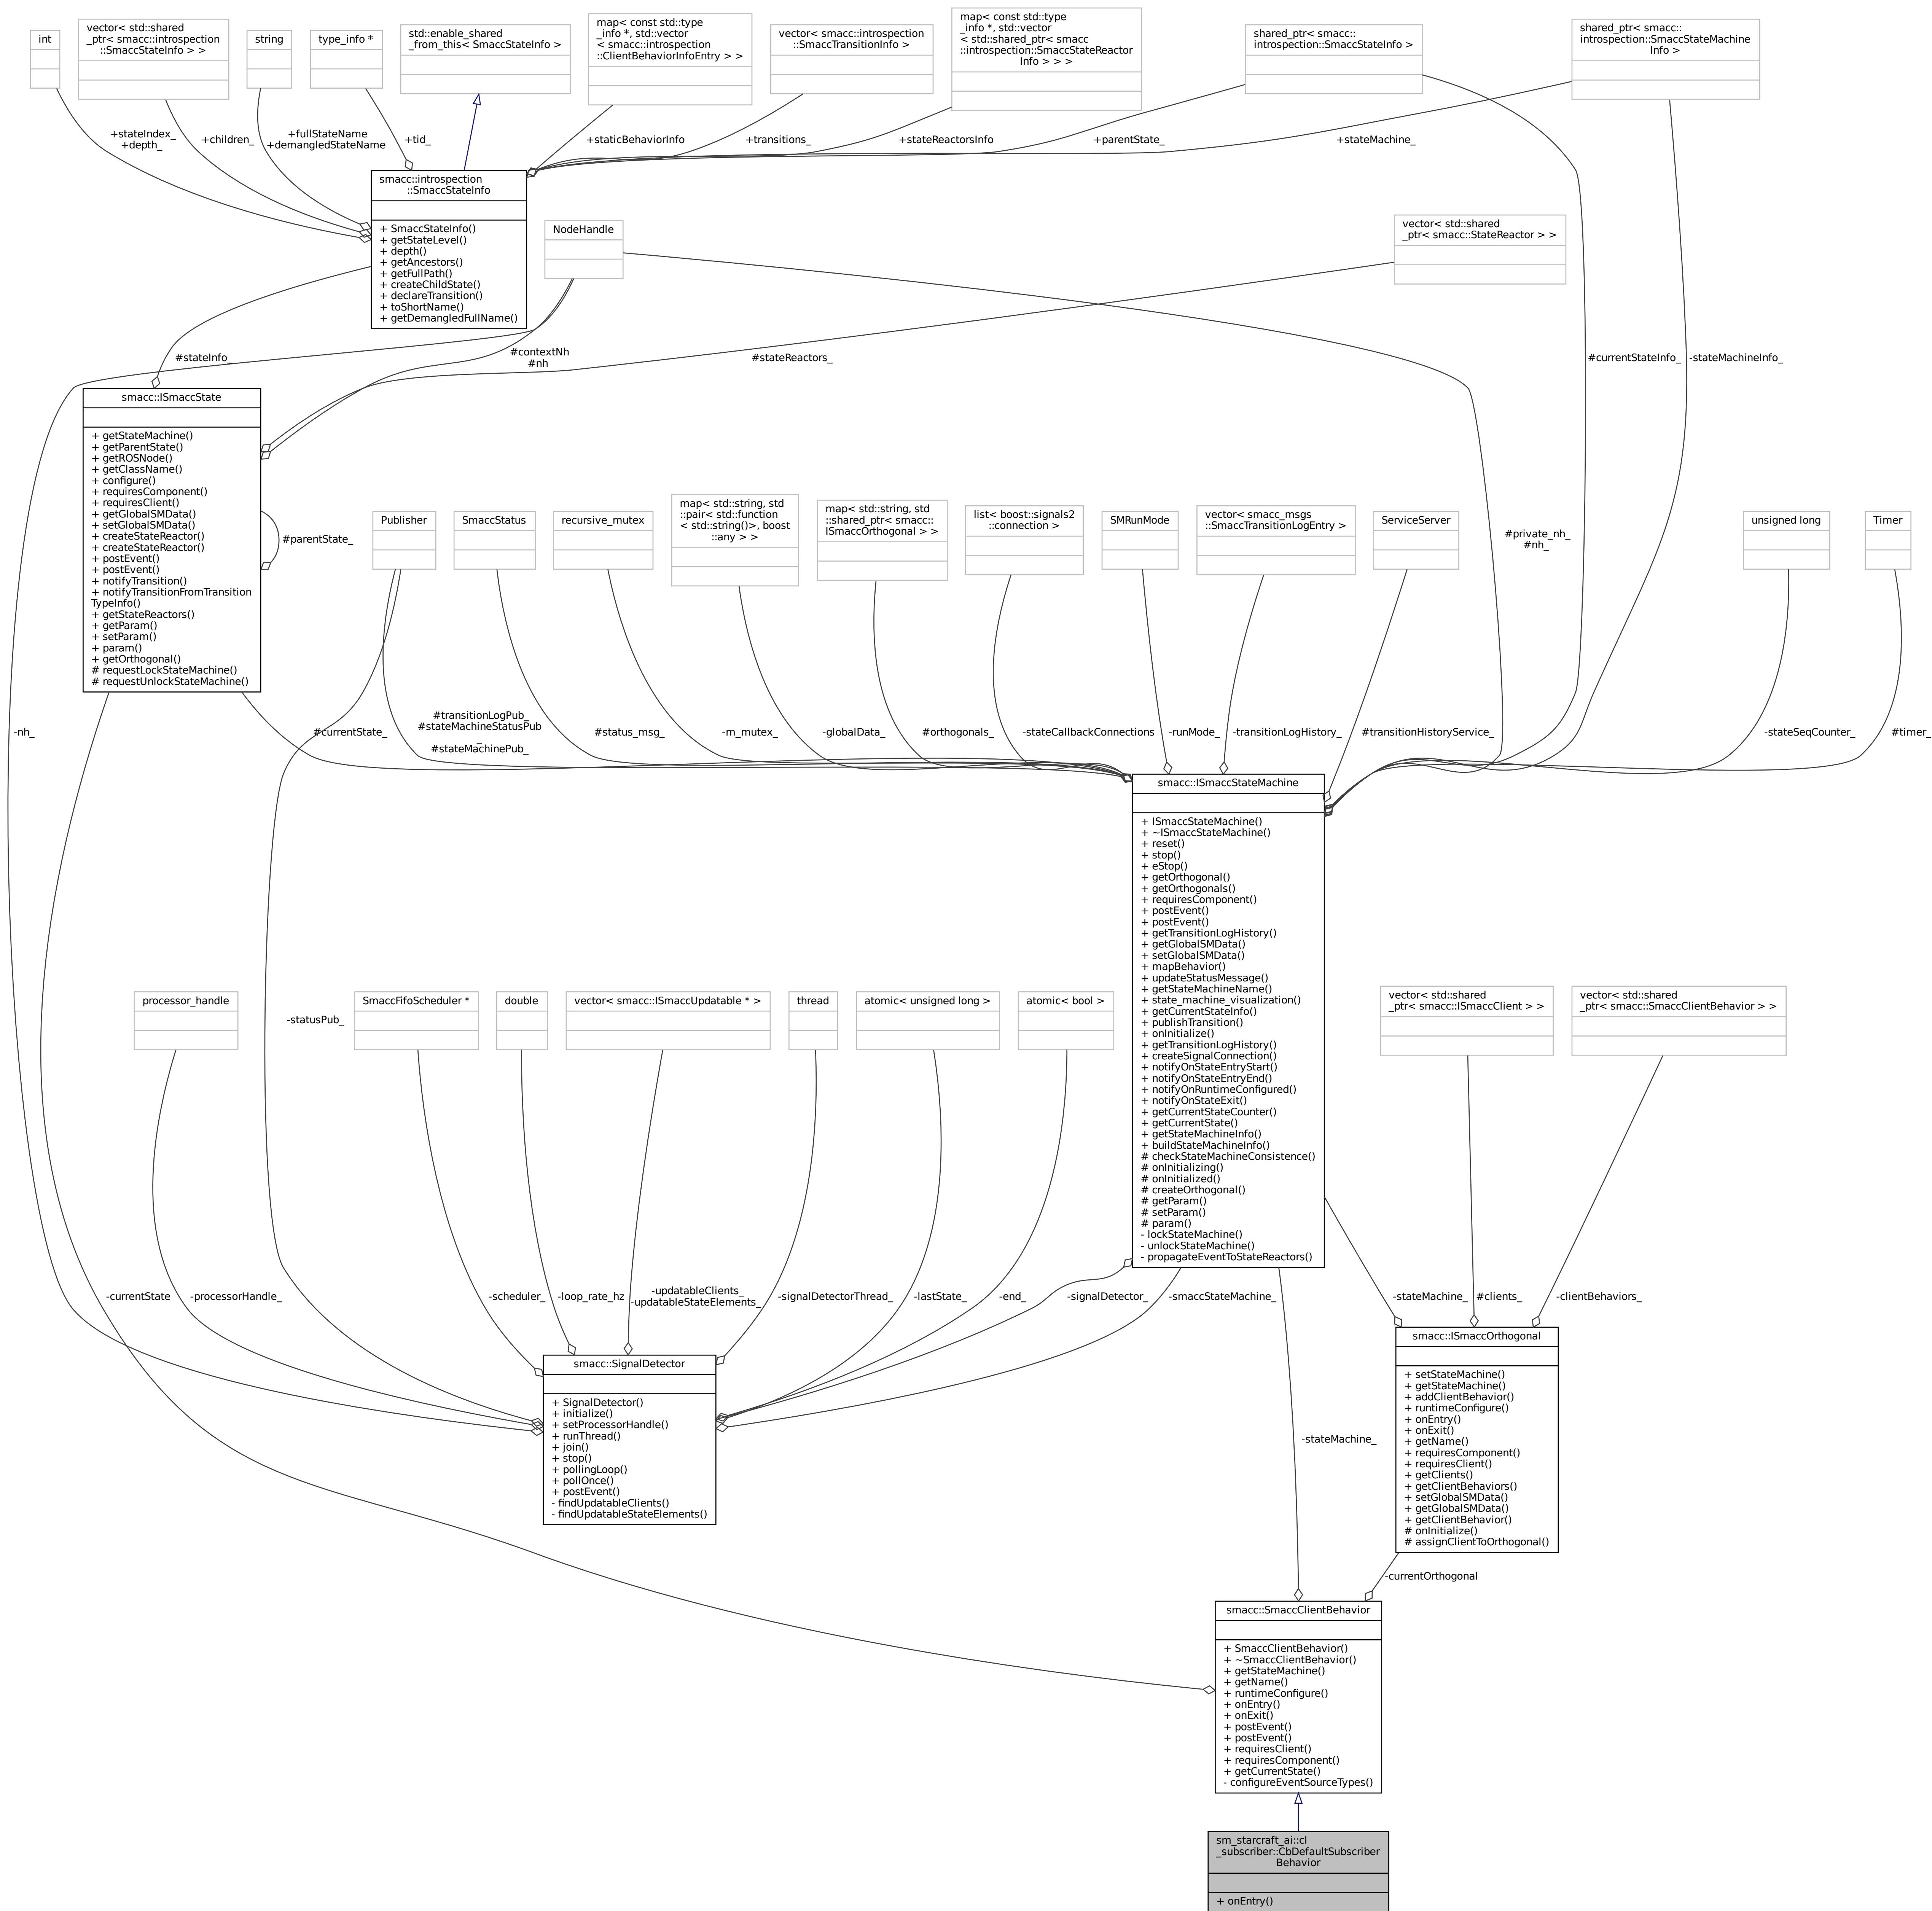 int
vector< std::shared
_ptr< smacc::introspection
::SmaccStateInfo > >
string
type_info *
std::enable_shared
_from_this< SmaccStateInfo >
map< const std::type
_info *, std::vector
< smacc::introspection
::ClientBehaviorInfoEntry > >
vector< smacc::introspection
::SmaccTransitionInfo >
map< const std::type
_info *, std::vector
< std::shared_ptr< smacc
::introspection::SmaccStateReactor
Info > > >
shared_ptr< smacc::
introspection::SmaccStateInfo >
shared_ptr< smacc::
introspection::SmaccStateMachine
Info >
+stateIndex_
+depth_
+children_
+fullStateName
+demangledStateName
+tid_
+staticBehaviorInfo
+transitions_
+stateReactorsInfo
+parentState_
+stateMachine_
smacc::introspection
::SmaccStateInfo
+ SmaccStateInfo()
+ getStateLevel()
+ depth()
+ getAncestors()
+ getFullPath()
+ createChildState()
+ declareTransition()
+ toShortName()
+ getDemangledFullName()
NodeHandle
vector< std::shared
_ptr< smacc::StateReactor > >
#stateInfo_
#contextNh
#nh
#stateReactors_
#currentStateInfo_
-stateMachineInfo_
smacc::ISmaccState
+ getStateMachine()
+ getParentState()
+ getROSNode()
+ getClassName()
+ configure()
+ requiresComponent()
+ requiresClient()
+ getGlobalSMData()
+ setGlobalSMData()
+ createStateReactor()
+ createStateReactor()
+ postEvent()
+ postEvent()
+ notifyTransition()
+ notifyTransitionFromTransition
TypeInfo()
+ getStateReactors()
+ getParam()
+ setParam()
+ param()
+ getOrthogonal()
# requestLockStateMachine()
# requestUnlockStateMachine()
#parentState_
Publisher
SmaccStatus
recursive_mutex
map< std::string, std
::pair< std::function
< std::string()>, boost
::any > >
map< std::string, std
::shared_ptr< smacc::
ISmaccOrthogonal > >
list< boost::signals2
::connection >
SMRunMode
vector< smacc_msgs
::SmaccTransitionLogEntry >
ServiceServer
#private_nh_
#nh_
unsigned long
Timer
-nh_
#currentState_
#transitionLogPub_
#stateMachineStatusPub
_
#stateMachinePub_
#status_msg_
-m_mutex_
-globalData_
#orthogonals_
-stateCallbackConnections
-runMode_
-transitionLogHistory_
#transitionHistoryService_
-stateSeqCounter_
#timer_
smacc::ISmaccStateMachine
+ ISmaccStateMachine()
+ ~ISmaccStateMachine()
+ reset()
+ stop()
+ eStop()
+ getOrthogonal()
+ getOrthogonals()
+ requiresComponent()
+ postEvent()
+ postEvent()
+ getTransitionLogHistory()
+ getGlobalSMData()
+ setGlobalSMData()
+ mapBehavior()
+ updateStatusMessage()
+ getStateMachineName()
+ state_machine_visualization()
+ getCurrentStateInfo()
+ publishTransition()
+ onInitialize()
+ getTransitionLogHistory()
+ createSignalConnection()
+ notifyOnStateEntryStart()
+ notifyOnStateEntryEnd()
+ notifyOnRuntimeConfigured()
+ notifyOnStateExit()
+ getCurrentStateCounter()
+ getCurrentState()
+ getStateMachineInfo()
+ buildStateMachineInfo()
# checkStateMachineConsistence()
# onInitializing()
# onInitialized()
# createOrthogonal()
# getParam()
# setParam()
# param()
- lockStateMachine()
- unlockStateMachine()
- propagateEventToStateReactors()
processor_handle
-statusPub_
SmaccFifoScheduler *
double
vector< smacc::ISmaccUpdatable * >
thread
atomic< unsigned long >
atomic< bool >
vector< std::shared
_ptr< smacc::ISmaccClient > >
vector< std::shared
_ptr< smacc::SmaccClientBehavior > >
-currentState
-processorHandle_
-scheduler_
-loop_rate_hz
-updatableClients_
-updatableStateElements_
-signalDetectorThread_
-lastState_
-end_
-signalDetector_
-smaccStateMachine_
-stateMachine_
#clients_
-clientBehaviors_
smacc::SignalDetector
+ SignalDetector()
+ initialize()
+ setProcessorHandle()
+ runThread()
+ join()
+ stop()
+ pollingLoop()
+ pollOnce()
+ postEvent()
- findUpdatableClients()
- findUpdatableStateElements()
-stateMachine_
smacc::ISmaccOrthogonal
+ setStateMachine()
+ getStateMachine()
+ addClientBehavior()
+ runtimeConfigure()
+ onEntry()
+ onExit()
+ getName()
+ requiresComponent()
+ requiresClient()
+ getClients()
+ getClientBehaviors()
+ setGlobalSMData()
+ getGlobalSMData()
+ getClientBehavior()
# onInitialize()
# assignClientToOrthogonal()
-currentOrthogonal
smacc::SmaccClientBehavior
+ SmaccClientBehavior()
+ ~SmaccClientBehavior()
+ getStateMachine()
+ getName()
+ runtimeConfigure()
+ onEntry()
+ onExit()
+ postEvent()
+ postEvent()
+ requiresClient()
+ requiresComponent()
+ getCurrentState()
- configureEventSourceTypes()
sm_starcraft_ai::cl
_subscriber::CbDefaultSubscriber
Behavior
+ onEntry()